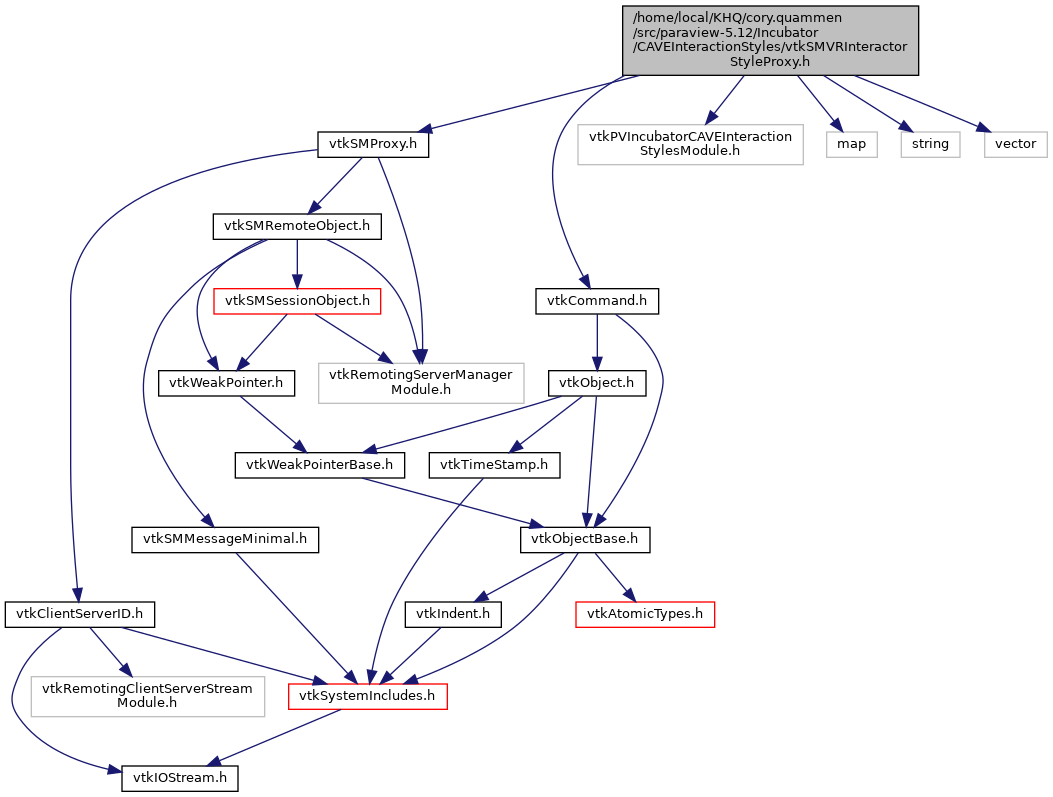 /home/local/KHQ/cory.quammen
/src/paraview-5.12/Incubator
/CAVEInteractionStyles/vtkSMVRInteractor
StyleProxy.h
vtkSMProxy.h
vtkPVIncubatorCAVEInteraction
StylesModule.h
map
string
vector
vtkSMRemoteObject.h
vtkSMSessionObject.h
vtkCommand.h
vtkWeakPointer.h
vtkRemotingServerManager
Module.h
vtkObject.h
vtkWeakPointerBase.h
vtkTimeStamp.h
vtkSMMessageMinimal.h
vtkObjectBase.h
vtkClientServerID.h
vtkIndent.h
vtkAtomicTypes.h
vtkRemotingClientServerStream
Module.h
vtkSystemIncludes.h
vtkIOStream.h